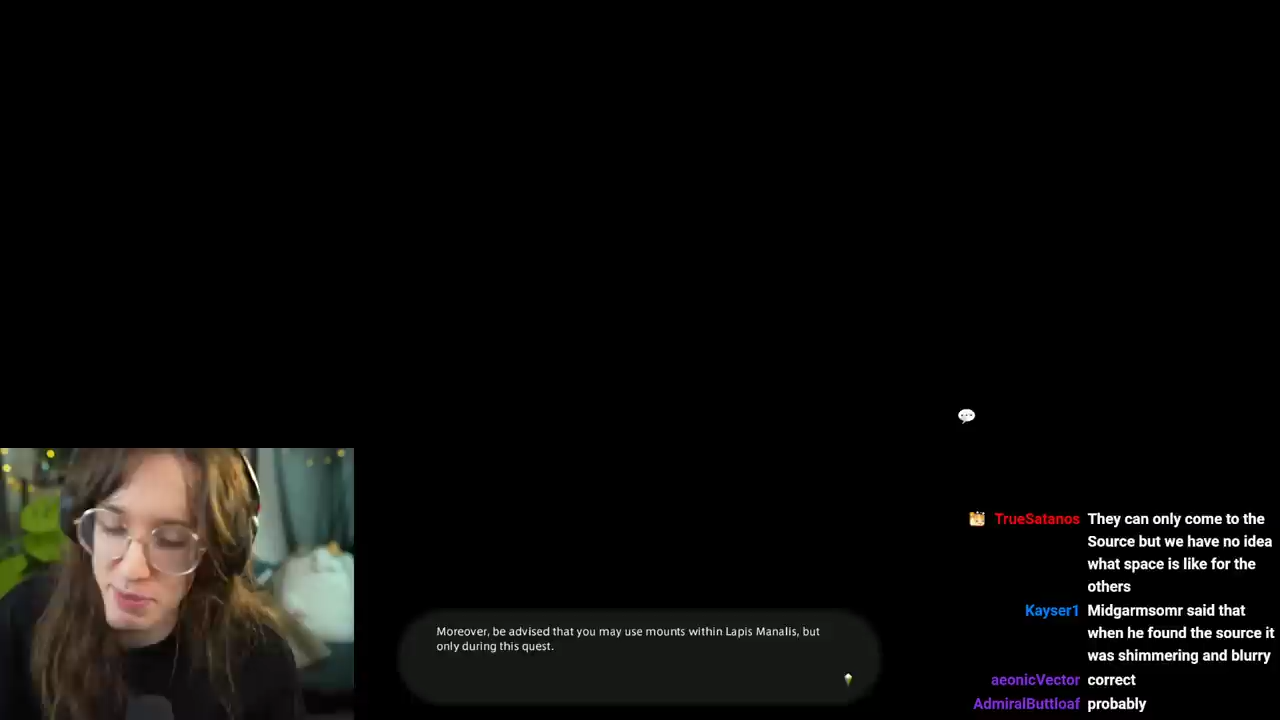 TrueSatanos They can only come to the
Source but we have no idea
what space is like for the
others
Kayser1 Midgarmsomr said that
when he found the source it
was shimmering and blurry
aeonicVector correct
AdmiralButtloaf probably
Moreover, be advised that you may use mounts within Lapis Manalis, but
only during this quest.